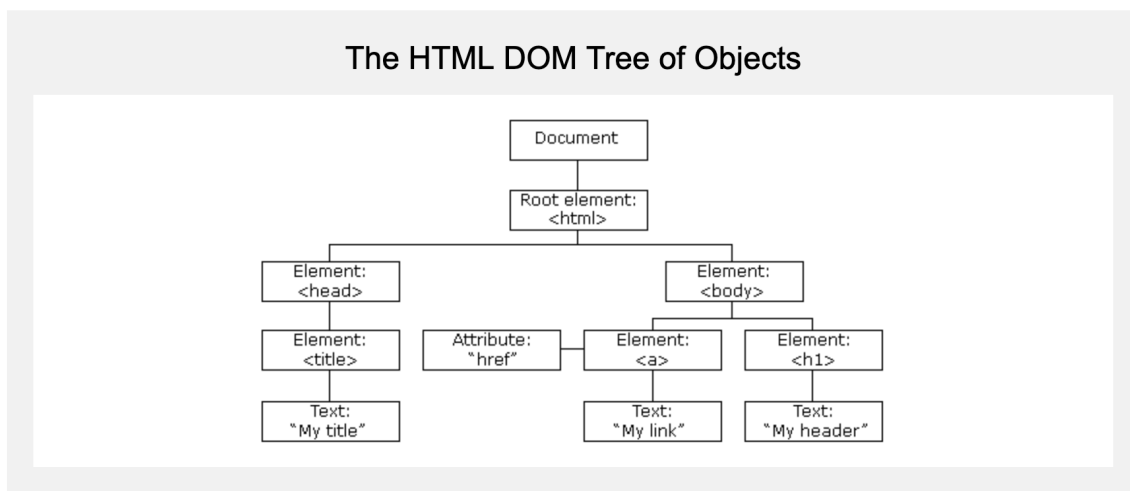 The HTML DOM Tree of Objects
Document
Root element:
<html>
Element:
<head>
Element:
<body>
Element:
<title>
Attribute:
“href”
Element:
<a>
Element:
<h1>
Text:
“My title”
Text:
“My link”
Text:
“My header”